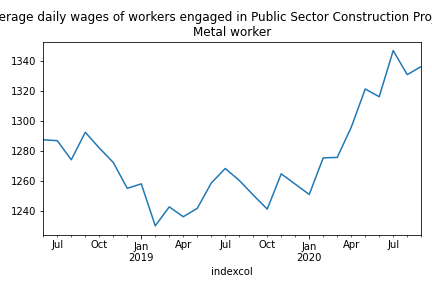 erage daily wages of workers engaged in Public Sector Construction Proj
Metal worker
1340
1320
1300
1280
1260
1240
Jul
Oct
Jan
2019
Apr
Jul
Oct
Jan
2020
Apr
Jul
indexcol